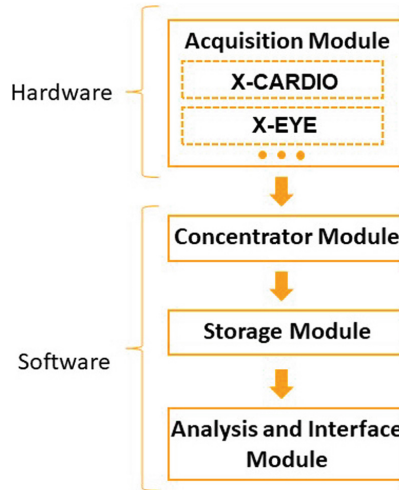 Acquisition Module
X-CARDIO
Hardware
X-EYE
Concentrator Module
Storage Module
Software
Analysis and Interface
Module